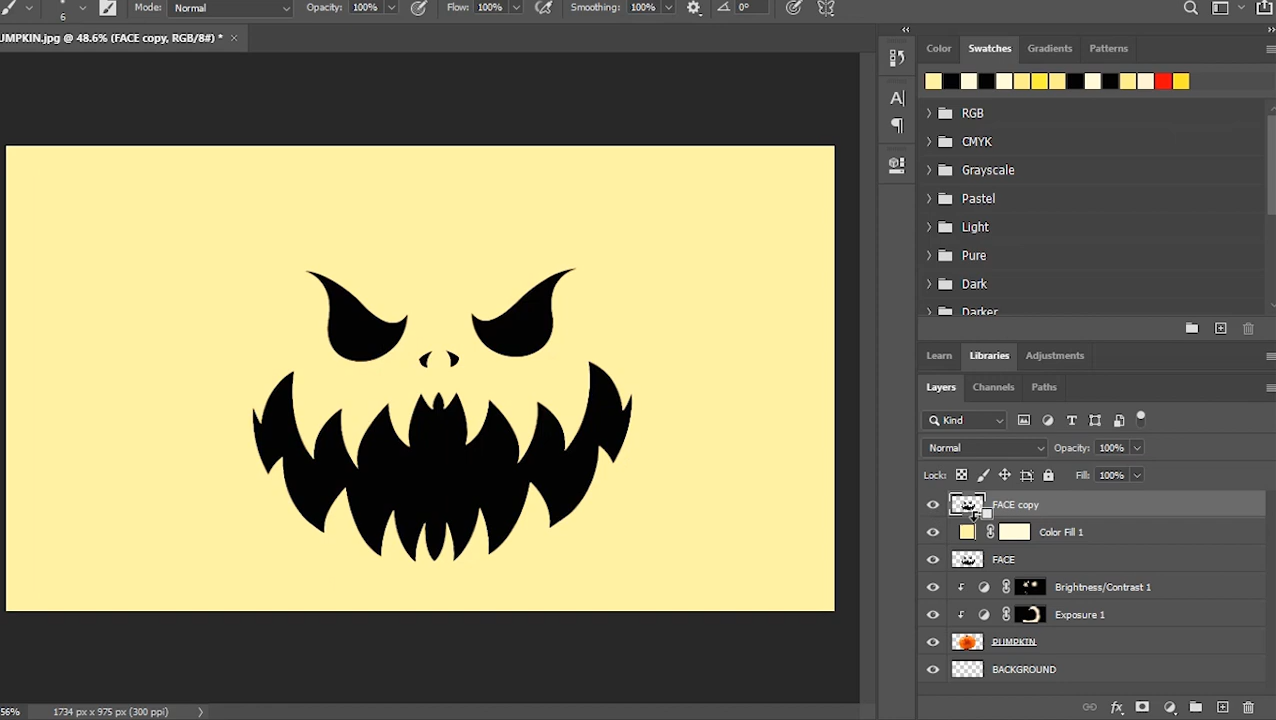 6 Mode: Normal Opacity: 100% Flow: 100% Smoothing: 100% 0°
UMPKIN.jpg @ 48.6% (FACE copy, RGB/8#) * ×
Color Swatches Gradients Patterns
RGB
CMYK
Grayscale
Pastel
Light
Pure
Dark
Darker
Learn Libraries Adjustments
Layers Channels Paths
Kind
Normal Opacity: 100%
Lock: Fill: 100%
FACE copy
Color Fill 1
FACE
Brightness/Contrast 1
Exposure 1
PUMPKIN
BACKGROUND
56% 1734 px x 975 px (300 ppi)